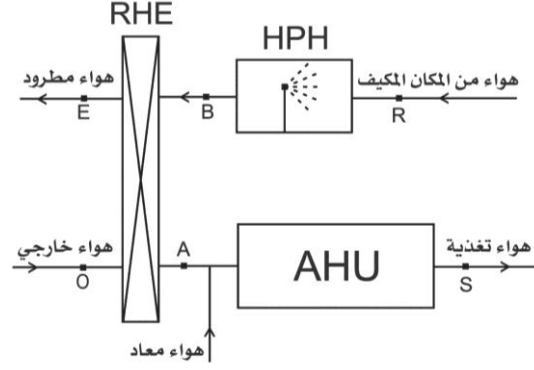 RHE
HPH
هواء مطرود
هواء من المكان المكيف
E
B
R
هواء خارجي
A
AHU
هواء تغذية
O
S
هواء معاد